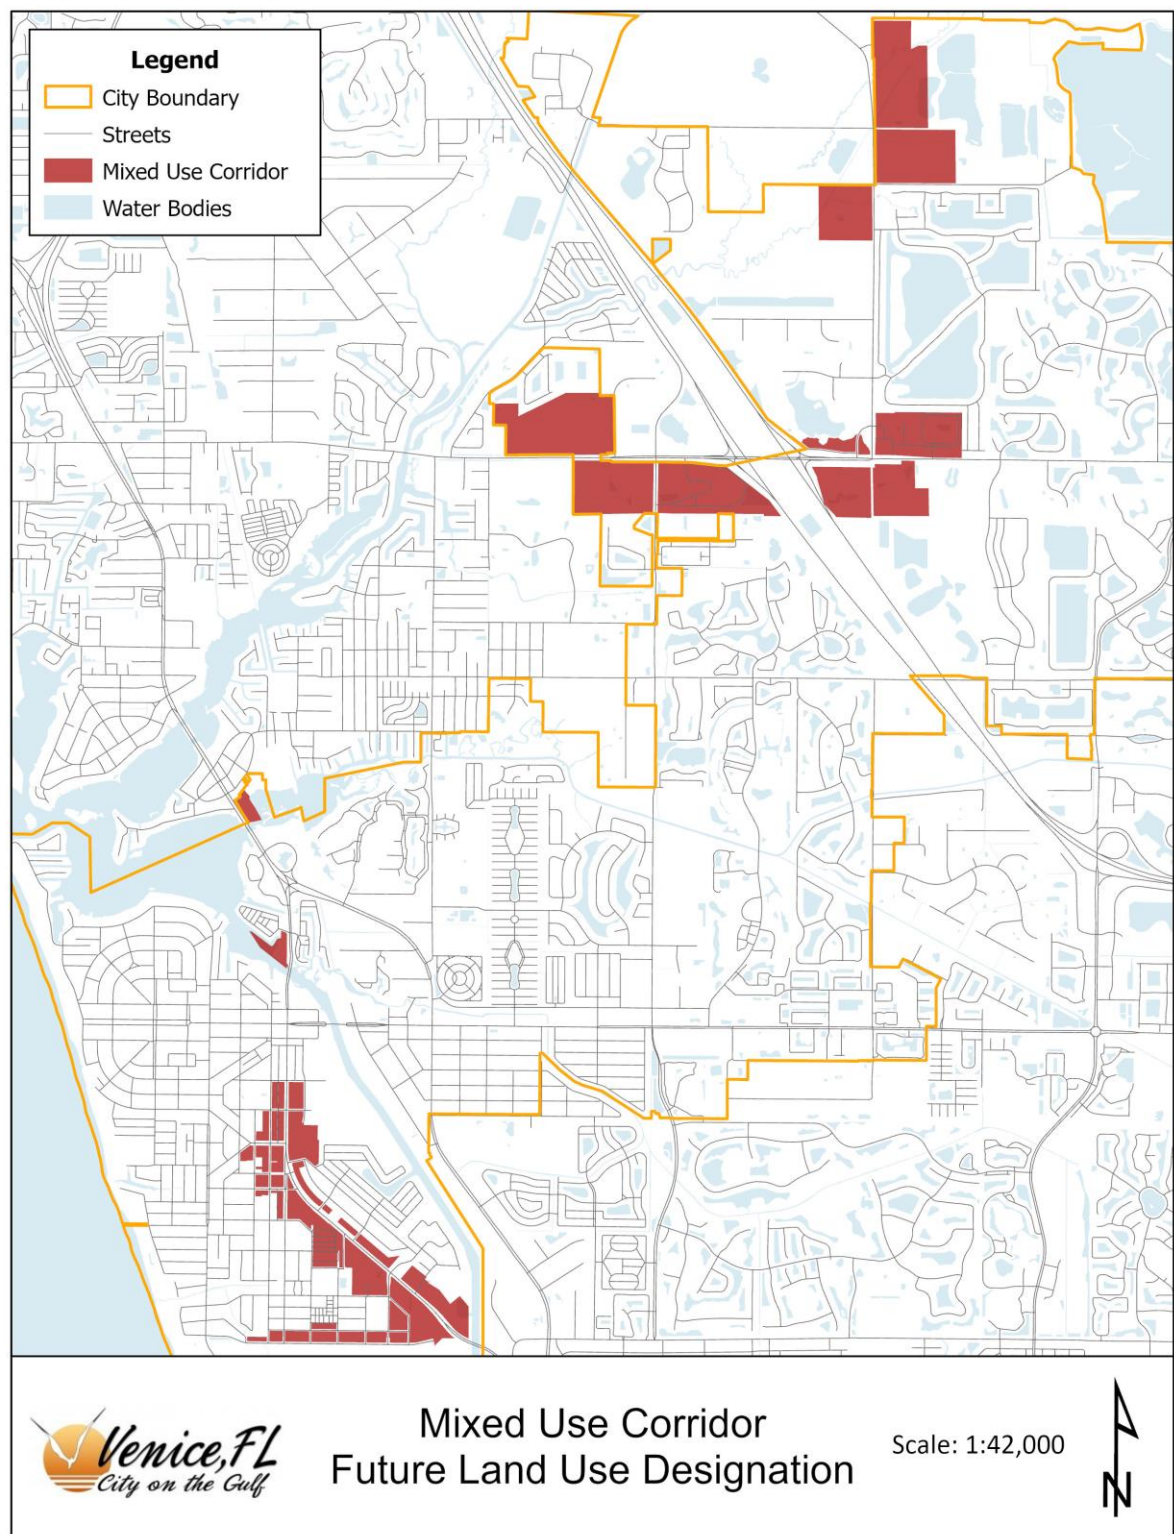 Legend
City Boundary
Streets
Mixed Use Corridor
Water Bodies
Venice, FL
City on the Gulf
Mixed Use Corridor
Future Land Use Designation
Scale: 1:42,000
N